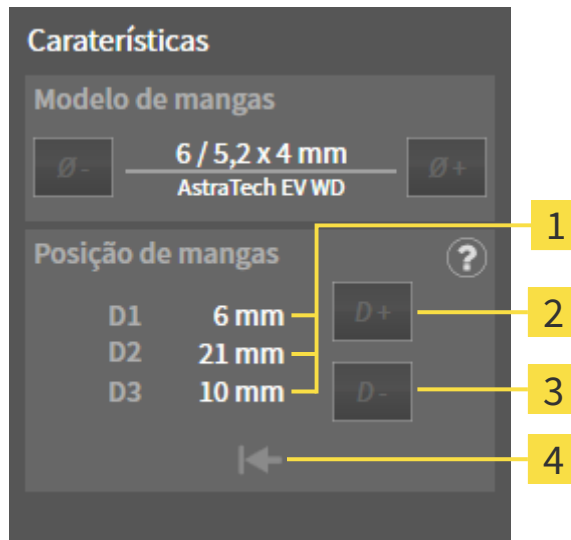 Caraterísticas
Modelo de mangas
Ø -
6 / 5,2 x 4 mm
Ø +
AstraTech EV WD
1
Posição de mangas
?
D1 6 mm
D +
2
D2 21 mm
D3 10 mm
D -
3
4